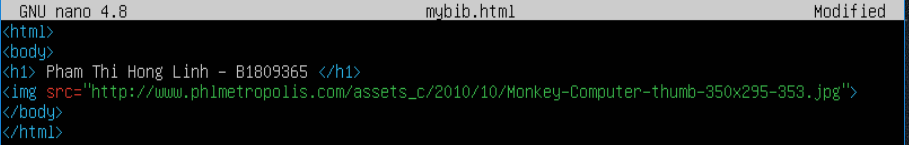 GNU nano 4.8 mybib.html Modified
<html>
<body>
<h1> Pham Thi Hong Linh - B1809365 </h1>
<img src="http://www.phlmetropolis.com/assets_c/2010/10/Monkey-Computer-thumb-350x295-353.jpg">
</body>
</html>